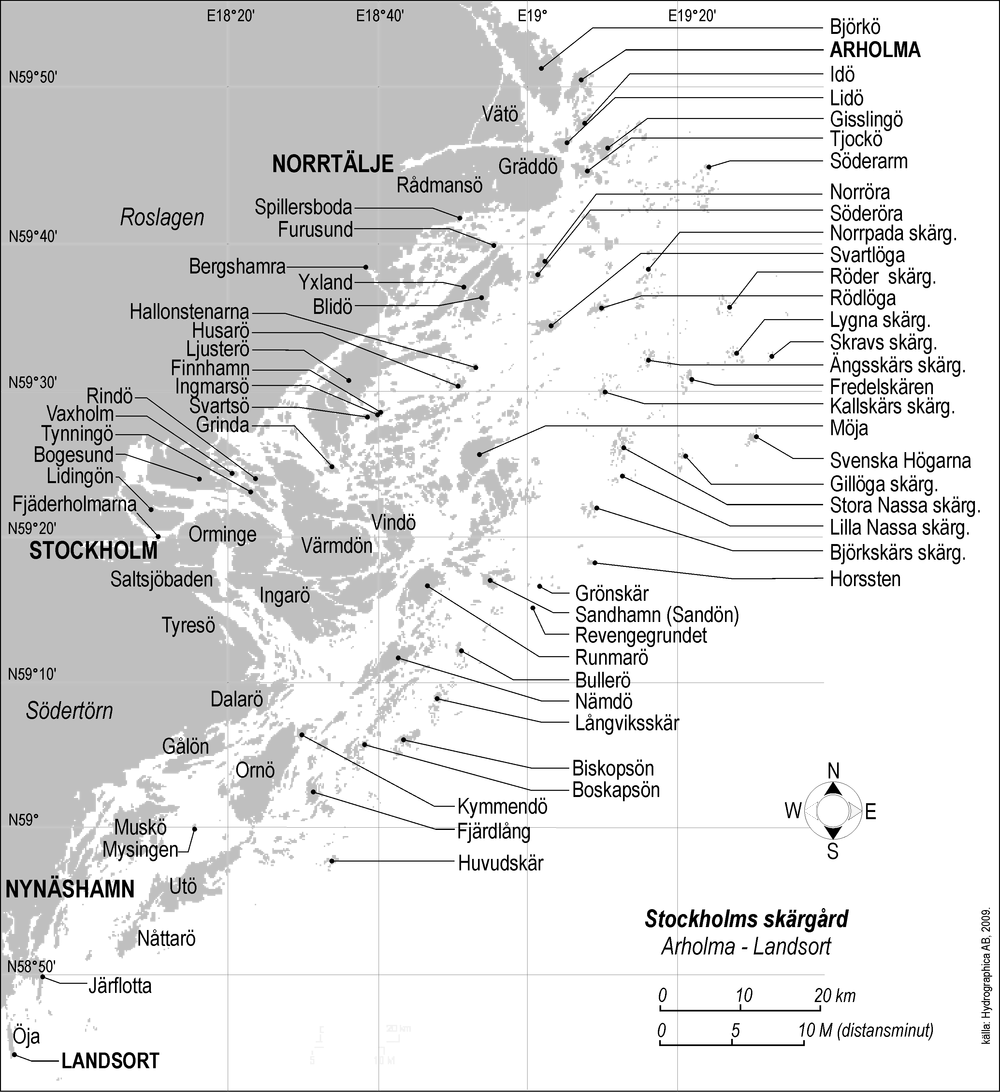 E18°20'
E18°40'
E19°
E19°20'
Björkö
ARHOLMA
Idö
Lidö
Gisslingö
Tjockö
Söderarm
Norröra
Söderöra
Norrpada skärg.
Svartlöga
Röder skärg.
Rödlöga
Lygna skärg.
Skravs skärg.
Ängsskärs skärg.
Fredelskären
Kallskärs skärg.
Möja
Svenska Högarna
Gillöga skärg.
Stora Nassa skärg.
Lilla Nassa skärg.
Björkskärs skärg.
Horssten
N59°50'
Vätö
NORRTÄLJE
Gräddö
Rådmansö
Roslagen
Spillersboda
Furusund
N59°40'
Bergshamra
Yxland
Blidö
Hallonstenarna
Husarö
Ljusterö
Finnhamn
Ingmarsö
Svartsö
Grinda
N59°30'
Rindö
Vaxholm
Tynningö
Bogesund
Lidingön
Fjäderholmarna
N59°20'
STOCKHOLM
Orminge
Vindö
Värmdön
Saltsjöbaden
Ingarö
Tyresö
Grönskär
Sandhamn (Sandön)
Revengegrundet
Runmarö
Bullerö
Nämdö
Långviksskär
N59°10'
Dalarö
Södertörn
Gålön
Ornö
Biskopsön
Boskapsön
Kymmendö
Fjärdlång
Huvudskär
N59°
Muskö
Mysingen
NYNÄSHAMN
Utö
Nåttarö
N58°50'
Järflotta
Öja
LANDSORT
N
W
E
S
Stockholms skärgård
Arholma - Landsort
0 10 20 km
0 5 10 M (distansminut)
20 km
10 M
källa: Hydrographica AB, 2009.